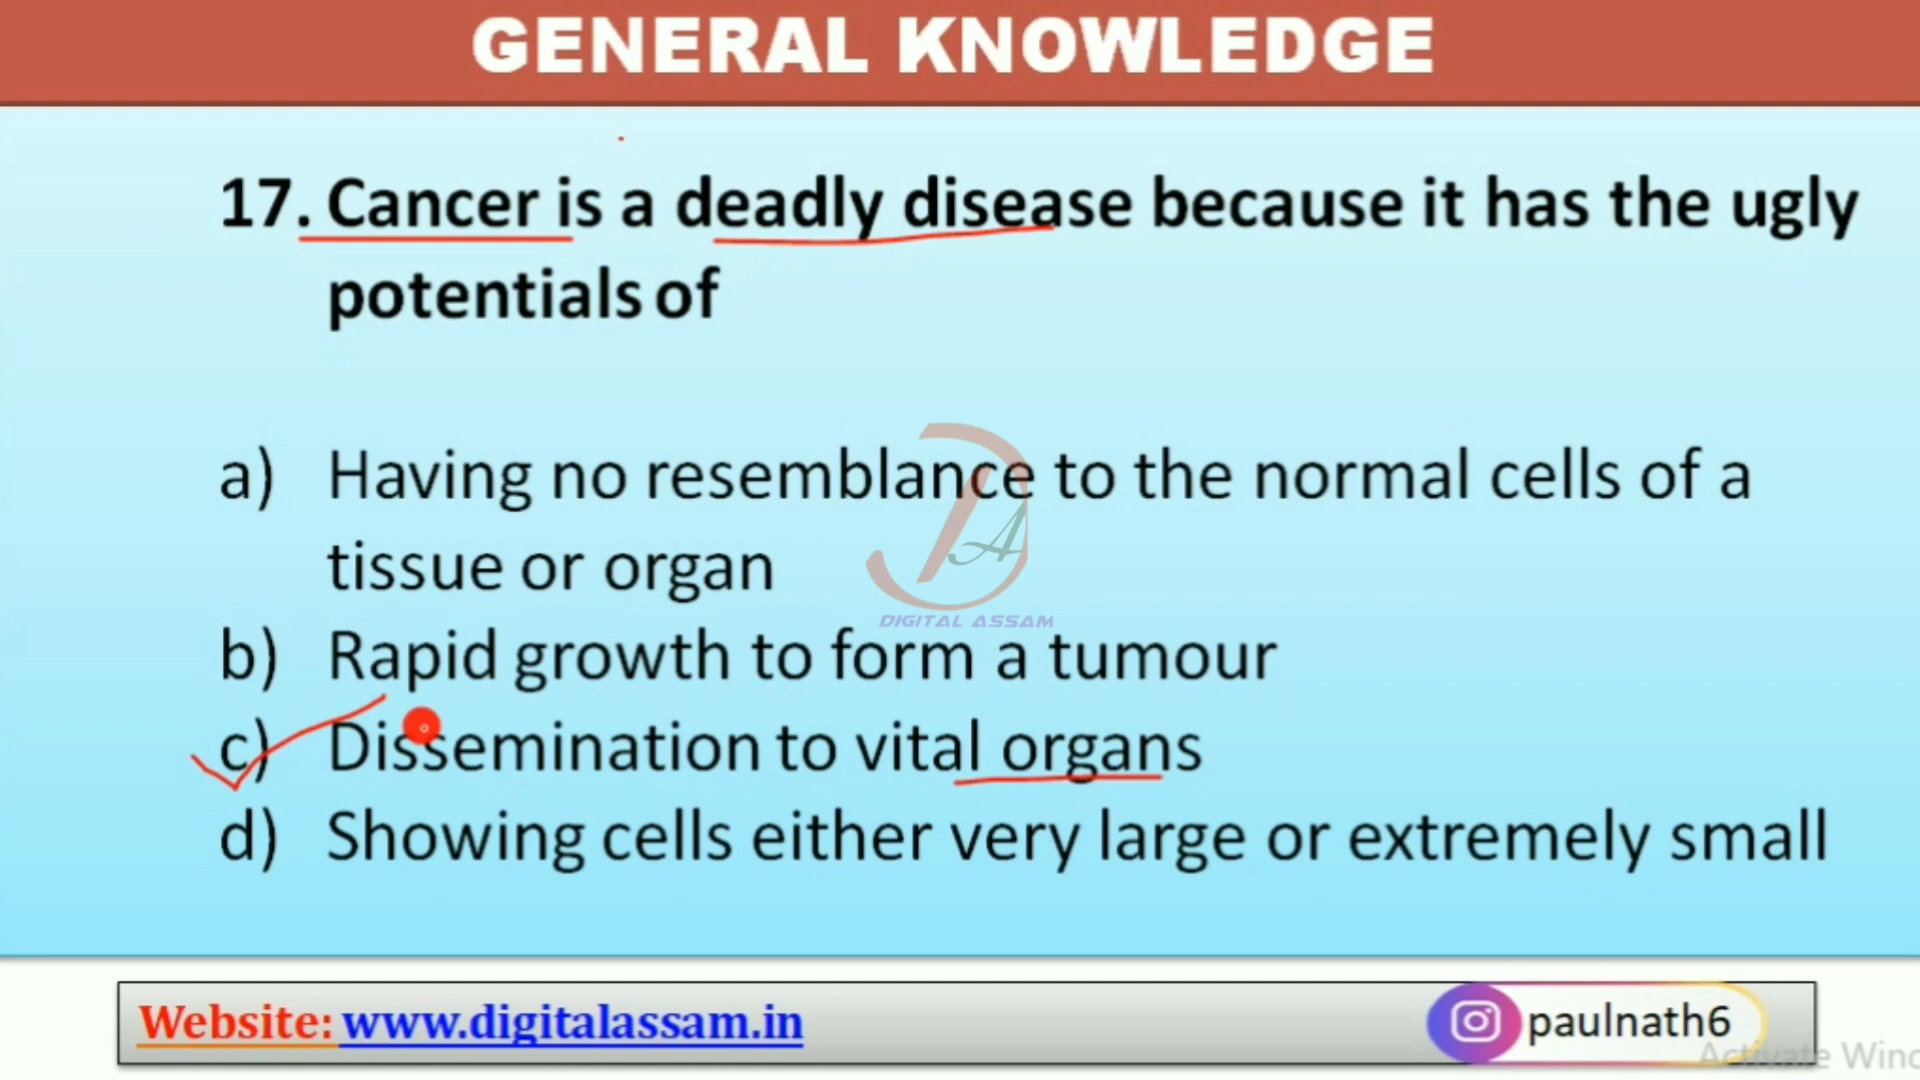 GENERAL KNOWLEDGE
17. Cancer is a deadly disease because it has the ugly
potentials of
a) Having no resemblance to the normal cells of a
tissue or organ
DIGITAL ASSAM
b) Rapid growth to form a tumour
c) Dissemination to vital organs
d) Showing cells either very large or extremely small
Website: www.digitalassam.in
paulnath6
Activate Wind